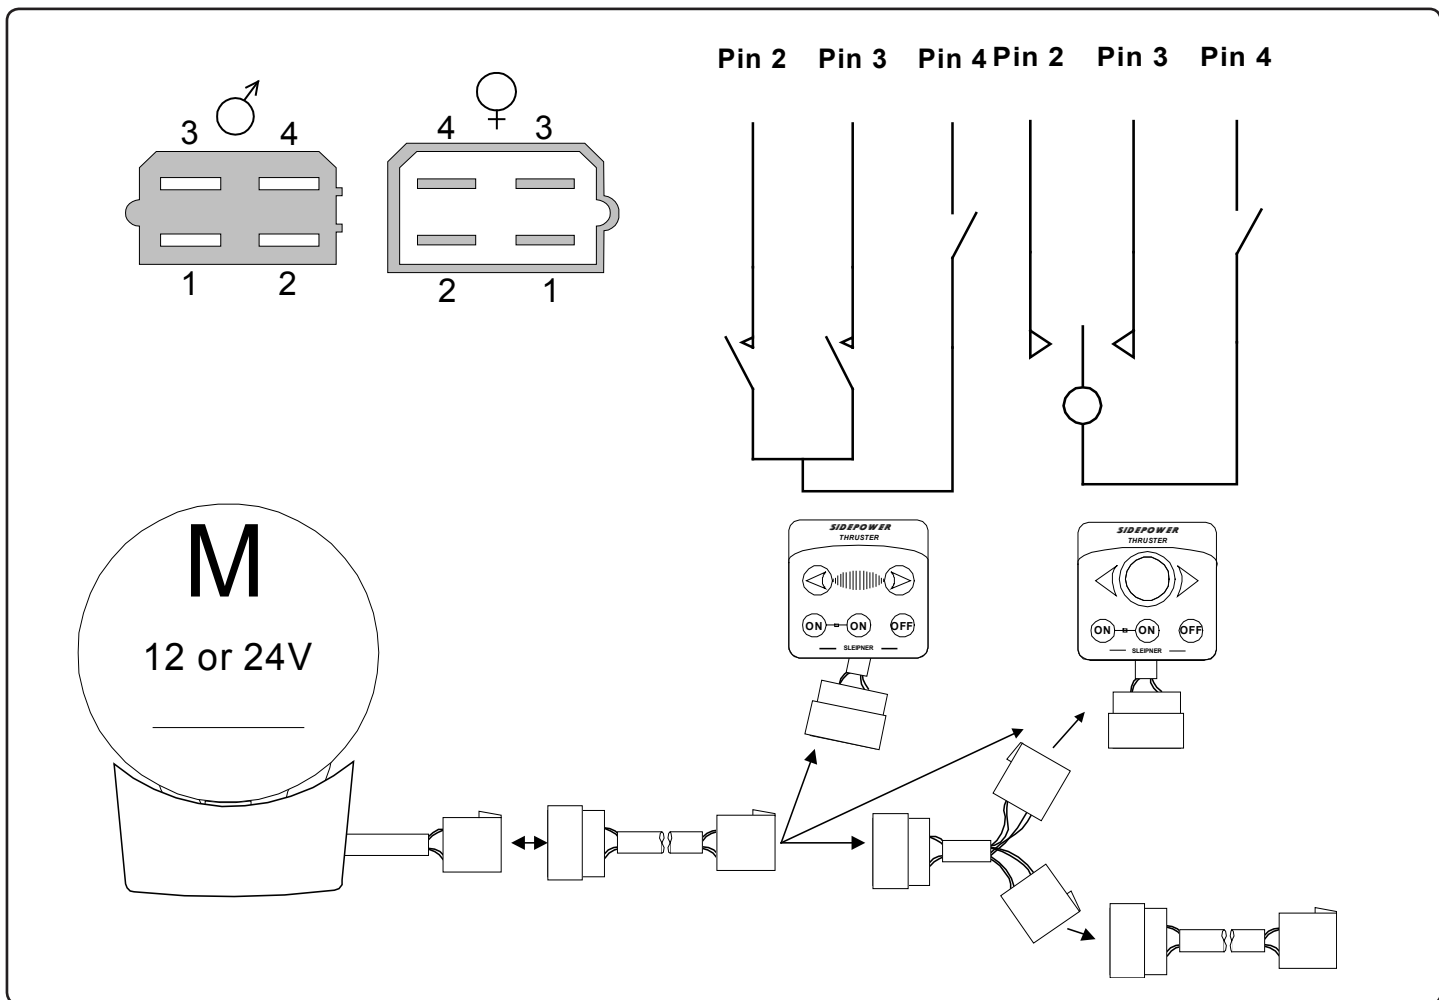 Pin 2 Pin 3 Pin 4 Pin 2 Pin 3 Pin 4
♂ ♀
3 4 4 3
1 2 2 1
M
12 or 24V
SIDEPOWER
THRUSTER
ON ON OFF
SLEIPNER
SIDEPOWER
THRUSTER
ON ON OFF
SLEIPNER